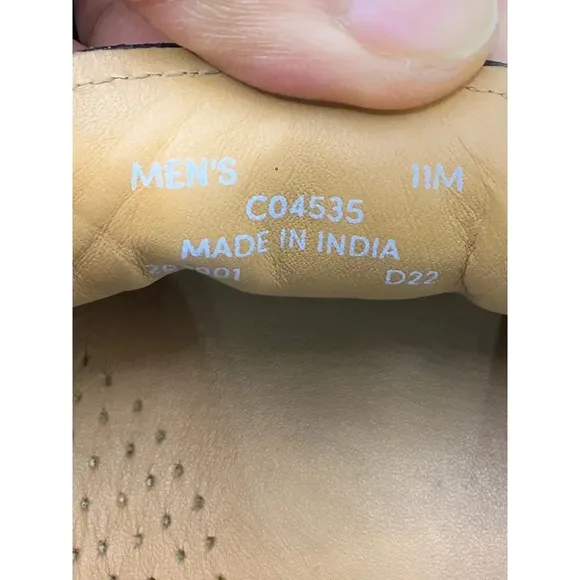 MEN'S 11M
C04535
MADE IN INDIA
D22